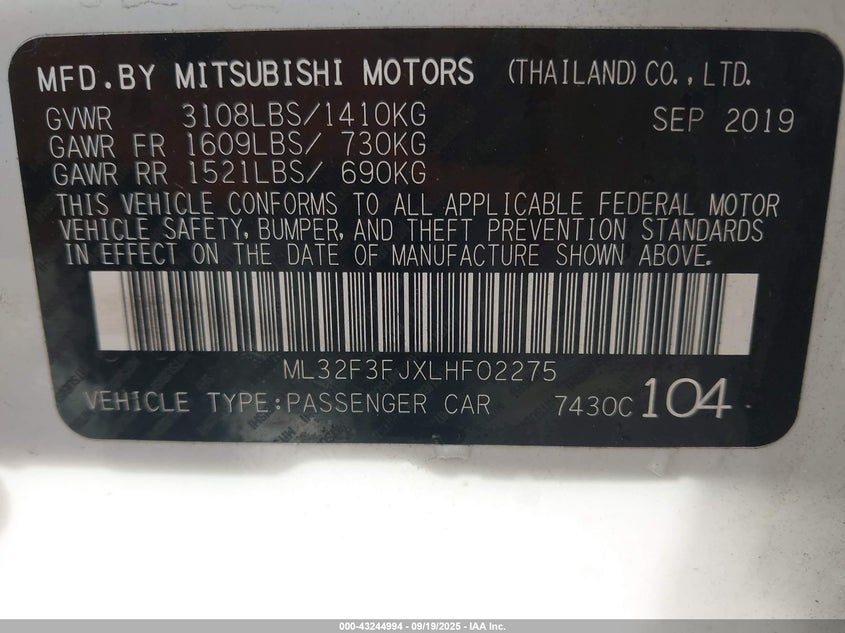 MFD.BY MITSUBISHI MOTORS (THAILAND) CO.,LTD.
GVWR 3108LBS/1410KG SEP 2019
GAWR FR 1609LBS/ 730KG
GAWR RR 1521LBS/ 690KG
THIS VEHICLE CONFORMS TO ALL APPLICABLE FEDERAL MOTOR
VEHICLE SAFETY, BUMPER, AND THEFT PREVENTION STANDARDS
IN EFFECT ON THE DATE OF MANUFACTURE SHOWN ABOVE.
ML32F3FJXLHF02275
VEHICLE TYPE:PASSENGER CAR 7430C 104
000-43244994 - 09/19/2025 - IAA Inc.